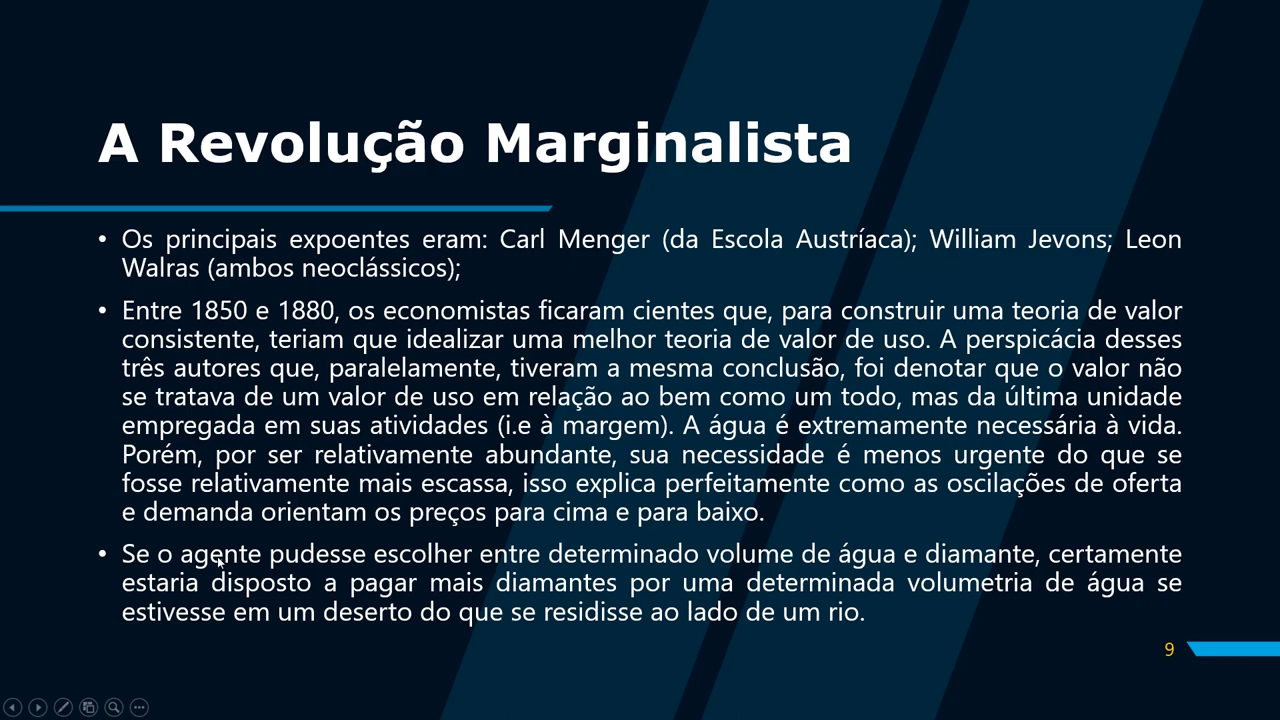 A Revolução Marginalista
• Os principais expoentes eram: Carl Menger (da Escola Austríaca); William Jevons; Leon
Walras (ambos neoclássicos);
• Entre 1850 e 1880, os economistas ficaram cientes que, para construir uma teoria de valor
consistente, teriam que idealizar uma melhor teoria de valor de uso. A perspicácia desses
três autores que, paralelamente, tiveram a mesma conclusão, foi denotar que o valor não
se tratava de um valor de uso em relação ao bem como um todo, mas da última unidade
empregada em suas atividades (i.e à margem). A água é extremamente necessária à vida.
Porém, por ser relativamente abundante, sua necessidade é menos urgente do que se
fosse relativamente mais escassa, isso explica perfeitamente como as oscilações de oferta
e demanda orientam os preços para cima e para baixo.
• Se o agente pudesse escolher entre determinado volume de água e diamante, certamente
estaria disposto a pagar mais diamantes por uma determinada volumetria de água se
estivesse em um deserto do que se residisse ao lado de um rio.
9